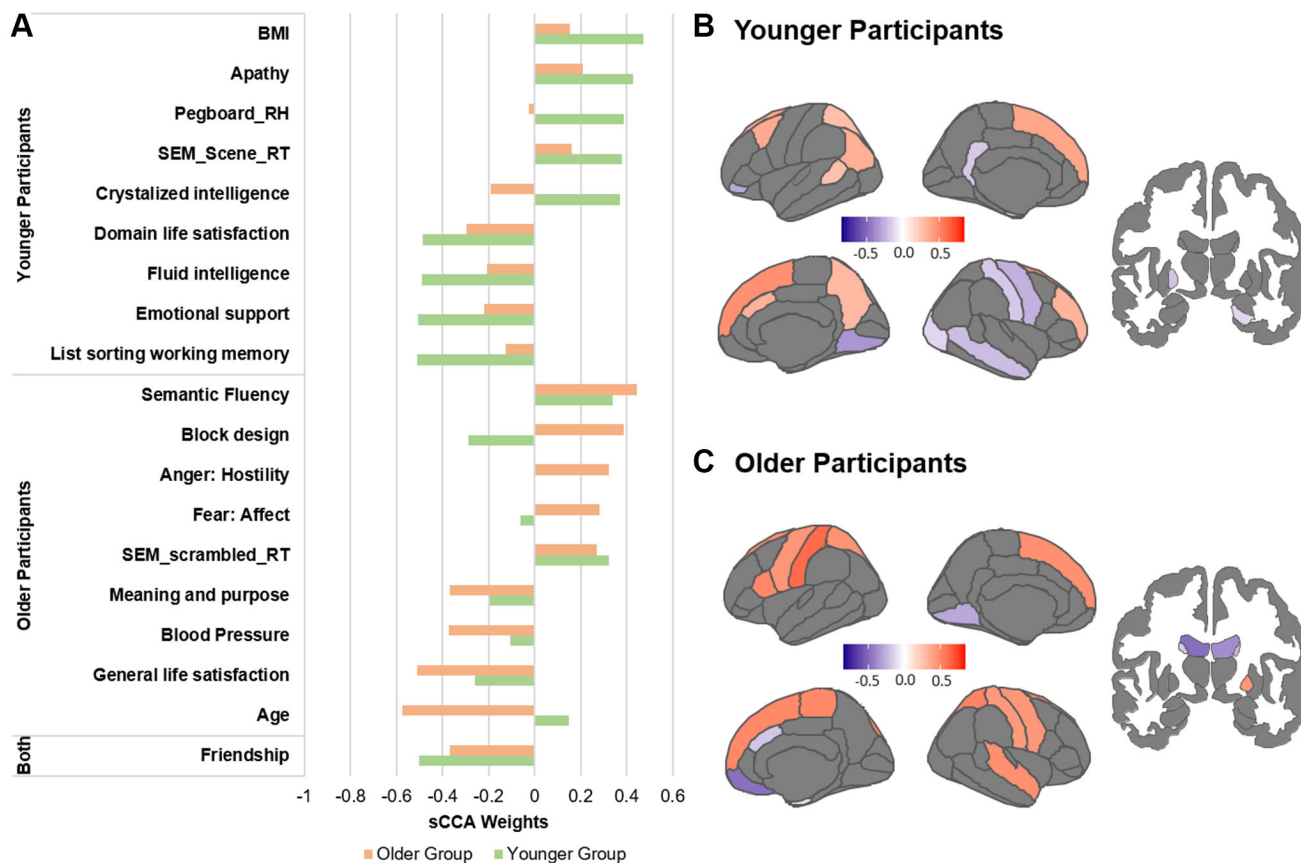 A
Younger Participants
BMI
Apathy
Pegboard_RH
SEM_Scene_RT
Crystalized intelligence
Domain life satisfaction
Fluid intelligence
Emotional support
List sorting working memory
Older Participants
Semantic Fluency
Block design
Anger: Hostility
Fear: Affect
SEM_scrambled_RT
Meaning and purpose
Blood Pressure
General life satisfaction
Age
Both
Friendship
-1 -0.8 -0.6 -0.4 -0.2 0 0.2 0.4 0.6
sCCA Weights
Older Group Younger Group
B Younger Participants
-0.5 0.0 0.5
C Older Participants
-0.5 0.0 0.5